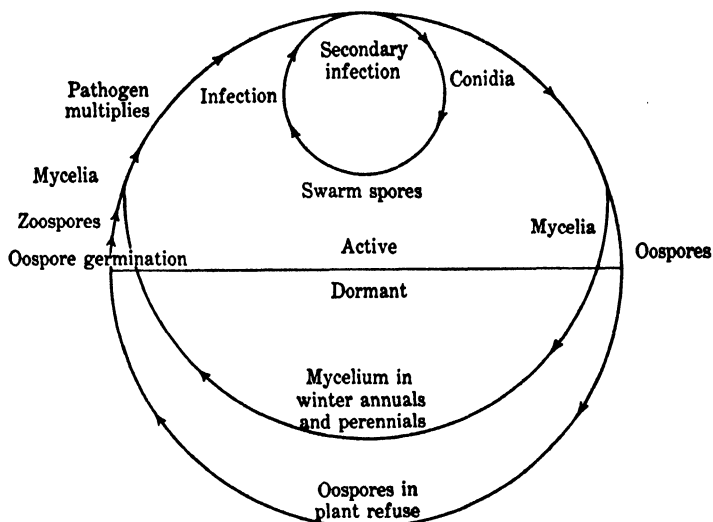 Secondary
infection
Pathogen
multiplies
Infection
Conidia
Mycelia
Swarm spores
Zoospores
Mycelia
Oospore germination
Active
Oospores
Dormant
Mycelium in
winter annuals
and perennials
Oospores in
plant refuse